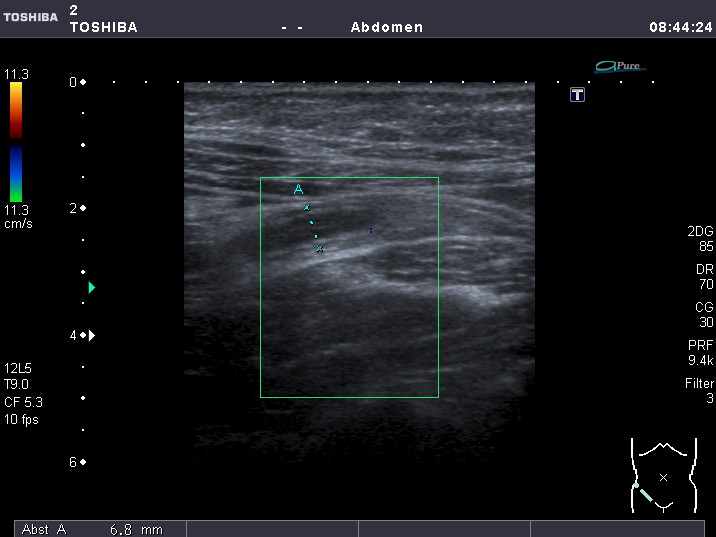 TOSHIBA
2
TOSHIBA - - Abdomen 08:44:24
aPure
T
11.3
11.3
cm/s
0
2
4
6
A
2DG
85
DR
70
CG
30
PRF
9.4k
Filter
3
12L5
T9.0
CF 5.3
10 fps
Abst A 6.8 mm